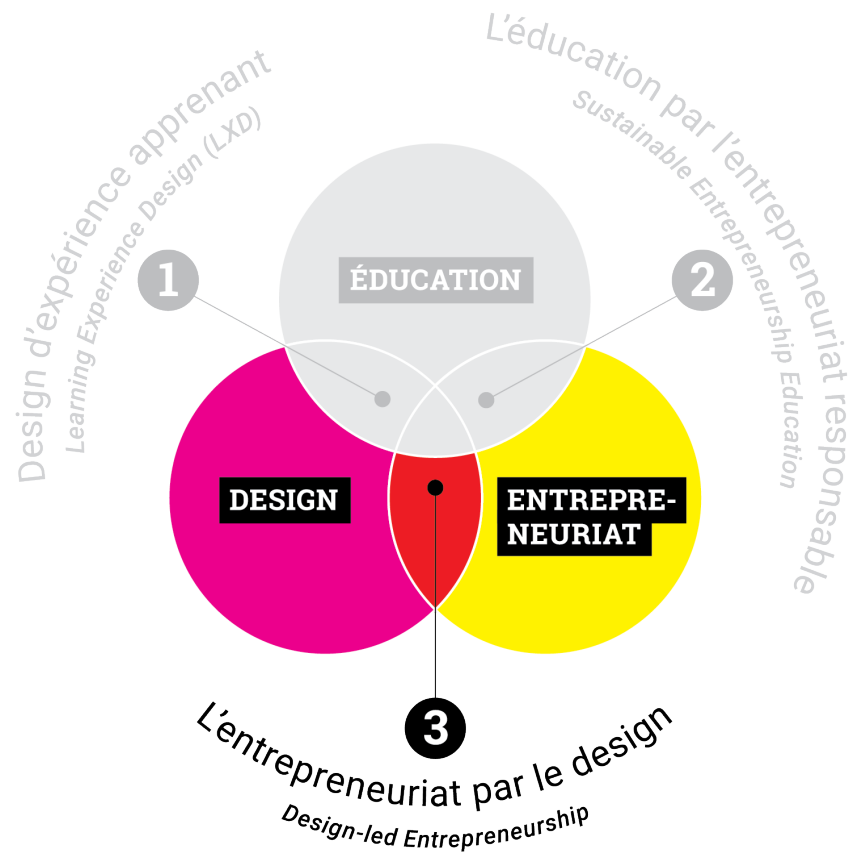 Design d'expérience apprenant
Learning Experience Design (LXD)
L'éducation par l'entrepreneuriat responsable
Sustainable Entrepreneurship Education
1
2
ÉDUCATION
DESIGN
ENTREPRE-
NEURIAT
3
L'entrepreneuriat par le design
Design-led Entrepreneurship